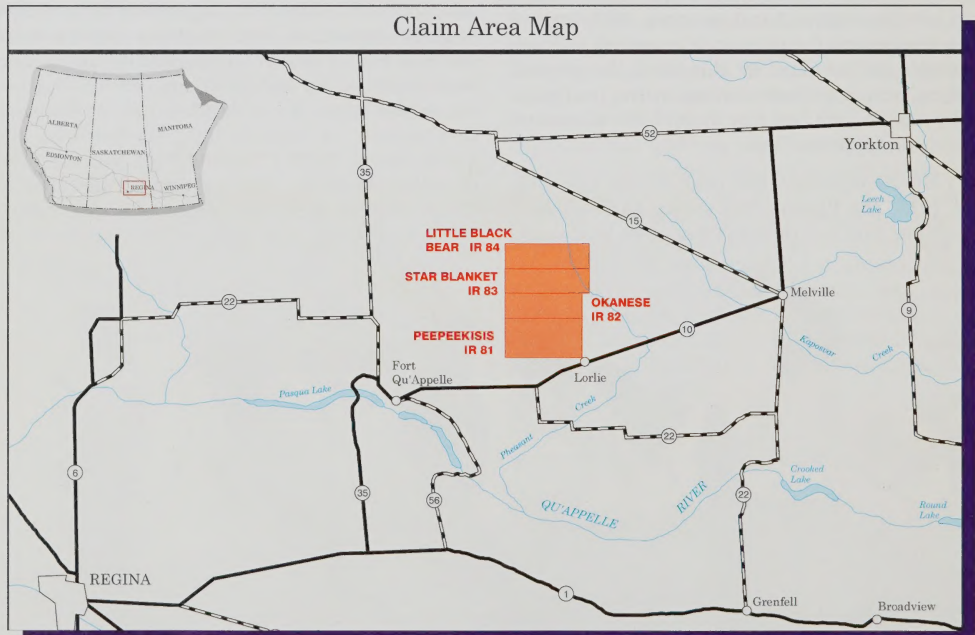 Claim Area Map
ALBERTA
EDMONTON
SASKATCHEWAN
MANITOBA
REGINA
WINNIPEG
52
Yorkton
35
15
Leech
Lake
LITTLE BLACK
BEAR IR 84
STAR BLANKET
IR 83
OKANESE
IR 82
PEEPEEKISIS
IR 81
Melville
22
10
9
Kaposvar Creek
Lorlie
Fort
Qu'Appelle
Pasqua Lake
Pheasant Creek
22
6
35
56
QU'APPELLE RIVER
22
Crooked
Lake
Round
Lake
REGINA
1
Grenfell
Broadview